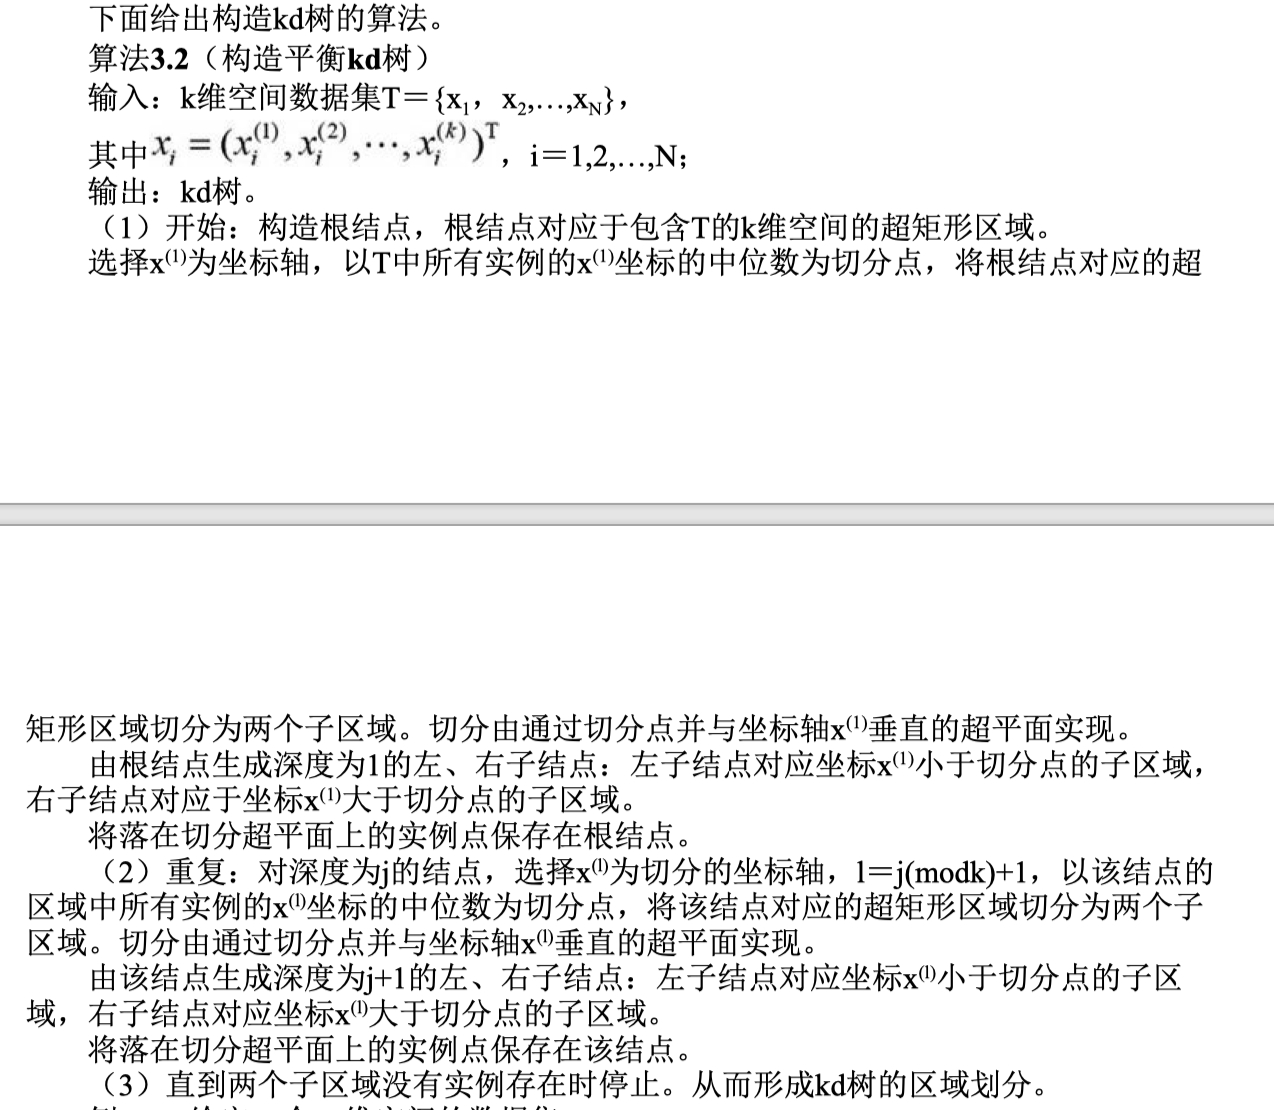 下面给出构造kd树的算法。
算法3.2（构造平衡kd树）
输入：k维空间数据集T＝{x₁，x₂,…,x_N}，
其中x_i = (x_i^(1), x_i^(2), ⋯, x_i^(k))^T，i＝1,2,…,N；
输出：kd树。
（1）开始：构造根结点，根结点对应于包含T的k维空间的超矩形区域。
选择x⁽¹⁾为坐标轴，以T中所有实例的x⁽¹⁾坐标的中位数为切分点，将根结点对应的超
矩形区域切分为两个子区域。切分由通过切分点并与坐标轴x⁽¹⁾垂直的超平面实现。
由根结点生成深度为1的左、右子结点：左子结点对应坐标x⁽¹⁾小于切分点的子区域，
右子结点对应于坐标x⁽¹⁾大于切分点的子区域。
将落在切分超平面上的实例点保存在根结点。
（2）重复：对深度为j的结点，选择x⁽ˡ⁾为切分的坐标轴，l＝j(modk)+1，以该结点的
区域中所有实例的x⁽ˡ⁾坐标的中位数为切分点，将该结点对应的超矩形区域切分为两个子
区域。切分由通过切分点并与坐标轴x⁽ˡ⁾垂直的超平面实现。
由该结点生成深度为j+1的左、右子结点：左子结点对应坐标x⁽ˡ⁾小于切分点的子区
域，右子结点对应坐标x⁽ˡ⁾大于切分点的子区域。
将落在切分超平面上的实例点保存在该结点。
（3）直到两个子区域没有实例存在时停止。从而形成kd树的区域划分。